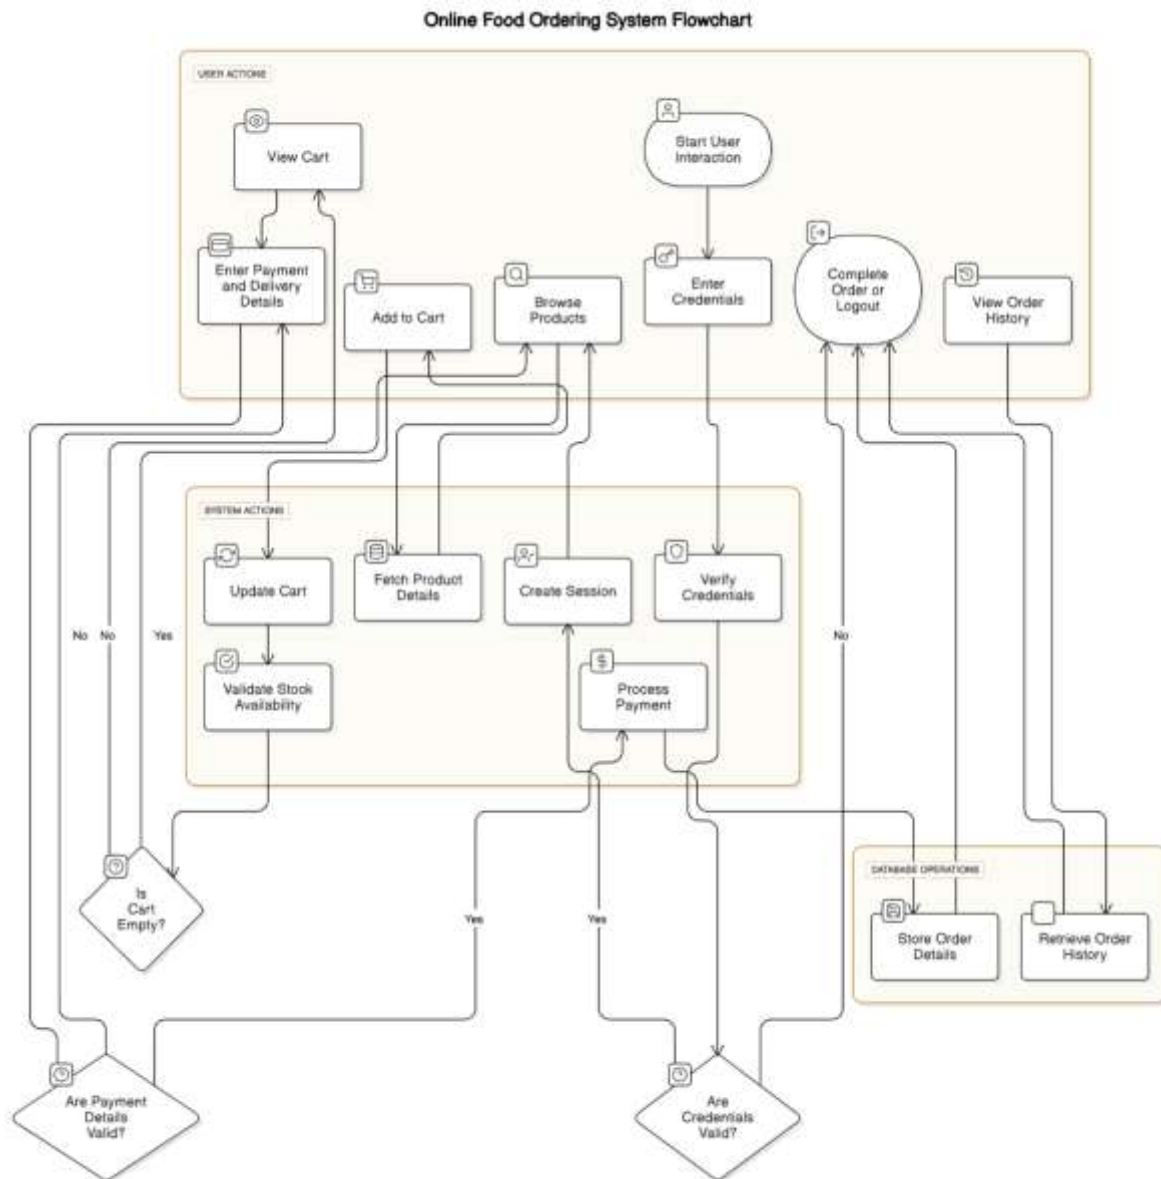 Online Food Ordering System Flowchart
USER ACTIONS
View Cart
Start User
Interaction
Enter Payment
and Delivery
Details
Add to Cart
Browse
Products
Enter
Credentials
Complete
Order or
Logout
View Order
History
SYSTEM ACTIONS
Update Cart
Fetch Product
Details
Create Session
Verify
Credentials
No
No
Yes
No
Validate Stock
Availability
Process
Payment
DATABASE OPERATIONS
Is
Cart
Empty?
Yes
Yes
Store Order
Details
Retrieve Order
History
Are Payment
Details
Valid?
Are
Credentials
Valid?